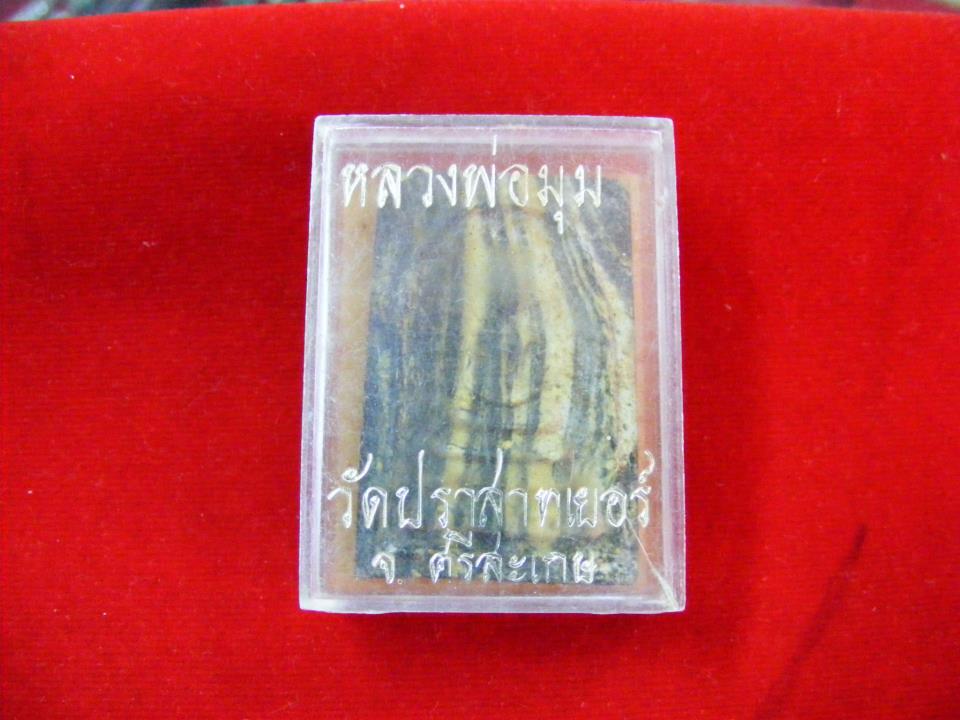 หลวงพ่อมุม
วัดปราสาทเยอร์
จ. ศรีสะเกษ